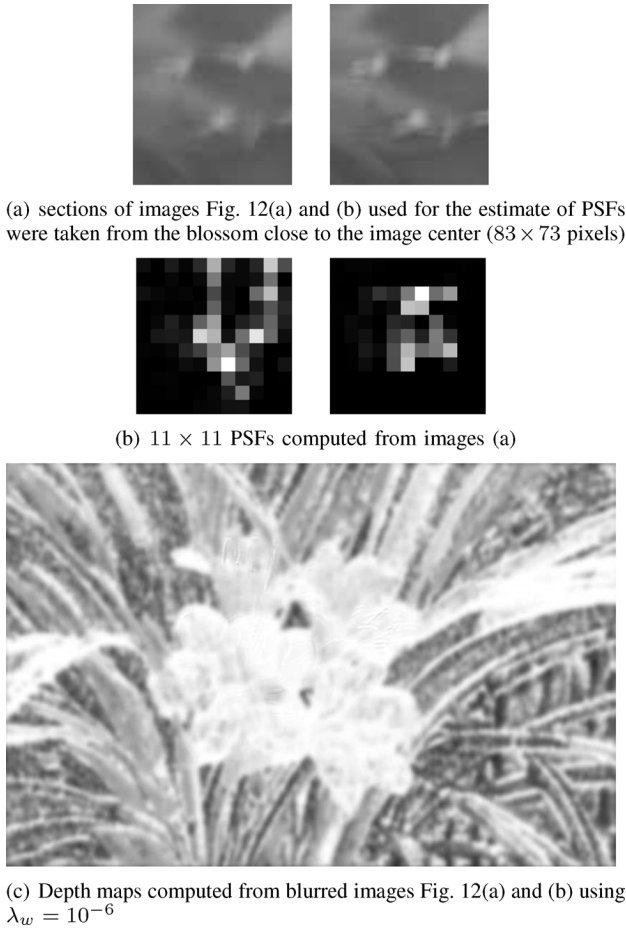 (a) sections of images Fig. 12(a) and (b) used for the estimate of PSFs
were taken from the blossom close to the image center (83 × 73 pixels)
(b) 11 × 11 PSFs computed from images (a)
(c) Depth maps computed from blurred images Fig. 12(a) and (b) using
λ_w = 10^{-6}